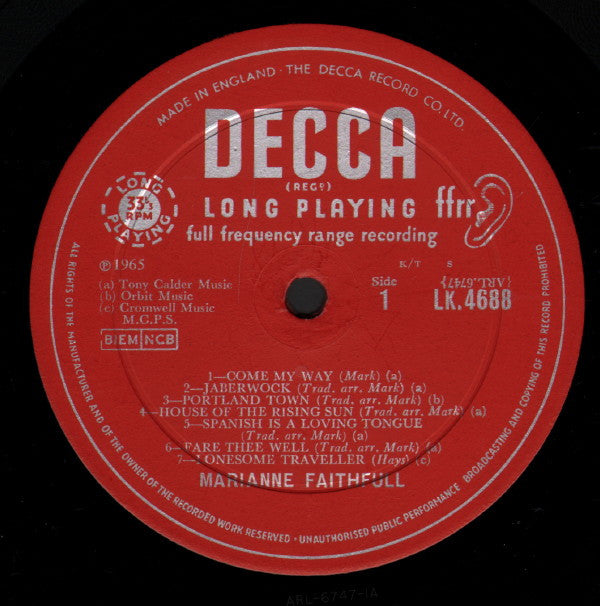 MADE IN ENGLAND · THE DECCA RECORD CO. LTD.
DECCA
(REGD)
LONG PLAYING ffrr
full frequency range recording
LONG PLAYING
33⅓
RPM
℗ 1965
(a) Tony Calder Music
(b) Orbit Music
(c) Cromwell Music
M.C.P.S.
BIEM NCB
K/T S
(ARL.6747)
Side
1
LK.4688
1—COME MY WAY (Mark) (a)
2—JABERWOCK (Trad. arr. Mark) (a)
3—PORTLAND TOWN (Trad. arr. Mark) (b)
4—HOUSE OF THE RISING SUN (Trad. arr. Mark) (a)
5—SPANISH IS A LOVING TONGUE
(Trad. arr. Mark) (a)
6—FARE THEE WELL (Trad. arr. Mark) (a)
7—LONESOME TRAVELLER (Hays) (c)
MARIANNE FAITHFULL
ALL RIGHTS OF THE MANUFACTURER AND OF THE OWNER OF THE RECORDED WORK RESERVED · UNAUTHORISED PUBLIC PERFORMANCE BROADCASTING AND COPYING OF THIS RECORD PROHIBITED
ARL-6747-1A